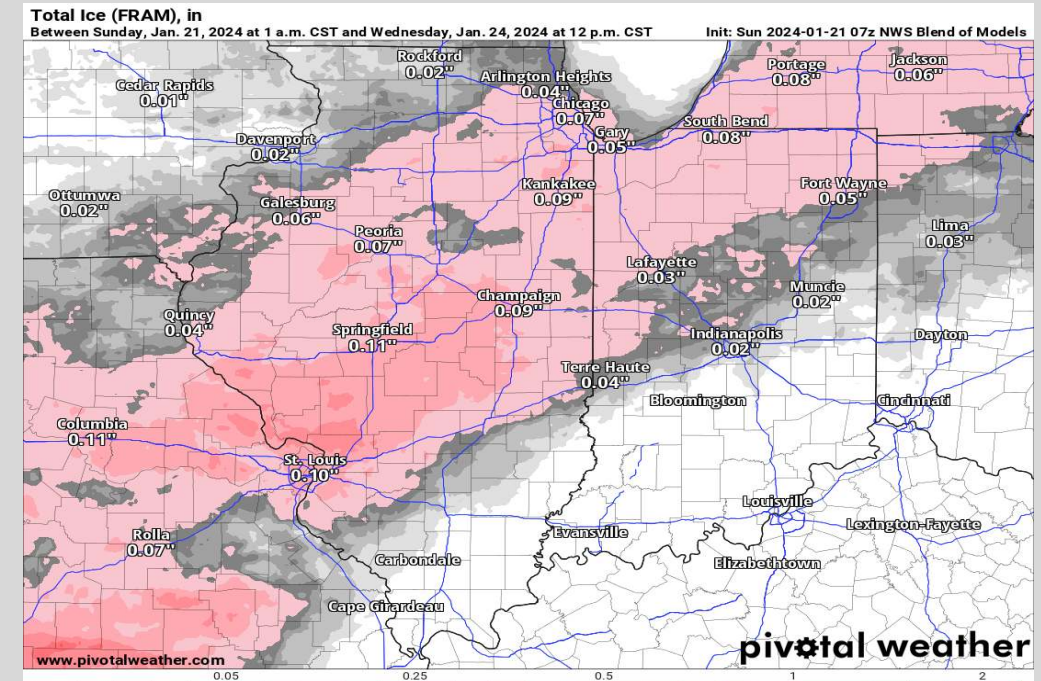 Total Ice (FRAM), in
Between Sunday, Jan. 21, 2024 at 1 a.m. CST and Wednesday, Jan. 24, 2024 at 12 p.m. CST
Init: Sun 2024-01-21 07z NWS Blend of Models
Rockford
0.02"
Portage
0.08"
Jackson
0.06"
Cedar Rapids
0.01"
Arlington Heights
0.04"
Chicago
0.07"
South Bend
0.08"
Gary
0.05"
Davenport
0.02"
Kankakee
0.09"
Fort Wayne
0.05"
Ottumwa
0.02"
Galesburg
0.06"
Peoria
0.07"
Lima
0.03"
Lafayette
0.03"
Muncie
0.02"
Champaign
0.09"
Quincy
0.04"
Springfield
0.11"
Indianapolis
0.02"
Dayton
Terre Haute
0.04"
Bloomington
Cincinnati
Columbia
0.11"
St. Louis
0.10"
Louisville
Lexington-Fayette
Rolla
0.07"
Evansville
Carbondale
Elizabethtown
Cape Girardeau
pivotal weather
www.pivotalweather.com
0.05
0.25
0.5
1
2